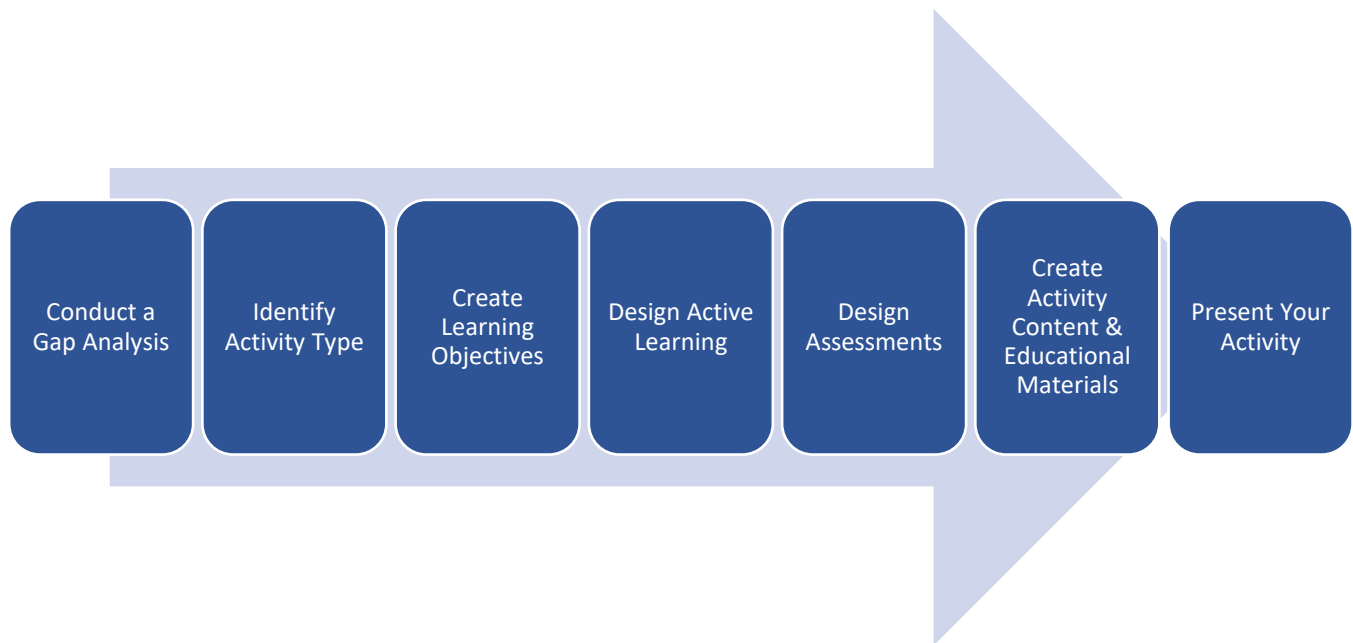 Conduct a
Gap Analysis
Identify
Activity Type
Create
Learning
Objectives
Design Active
Learning
Design
Assessments
Create
Activity
Content &
Educational
Materials
Present Your
Activity